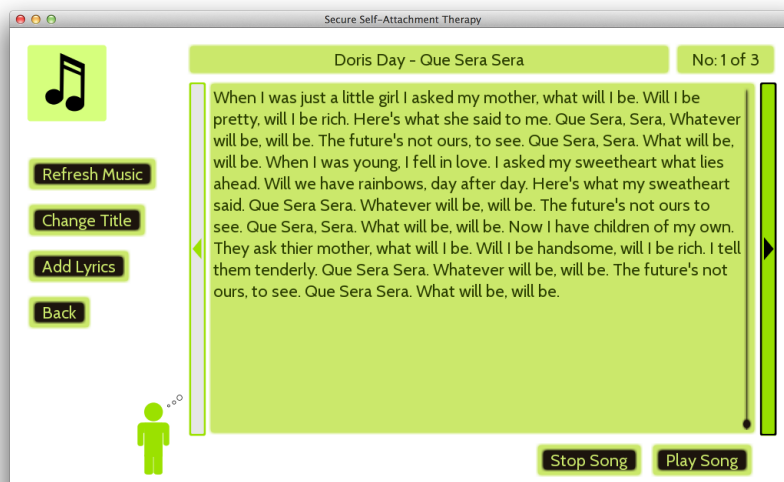 Secure Self-Attachment Therapy
Doris Day - Que Sera Sera
No: 1 of 3
When I was just a little girl I asked my mother, what will I be. Will I be
pretty, will I be rich. Here's what she said to me. Que Sera, Sera, Whatever
will be, will be. The future's not ours, to see. Que Sera, Sera. What will be,
will be. When I was young, I fell in love. I asked my sweetheart what lies
ahead. Will we have rainbows, day after day. Here's what my sweatheart
said. Que Sera Sera. Whatever will be, will be. The future's not ours to
see. Que Sera, Sera. What will be, will be. Now I have children of my own.
They ask thier mother, what will I be. Will I be handsome, will I be rich. I tell
them tenderly. Que Sera Sera. Whatever will be, will be. The future's not
ours, to see. Que Sera Sera. What will be, will be.
Refresh Music
Change Title
Add Lyrics
Back
Stop Song
Play Song